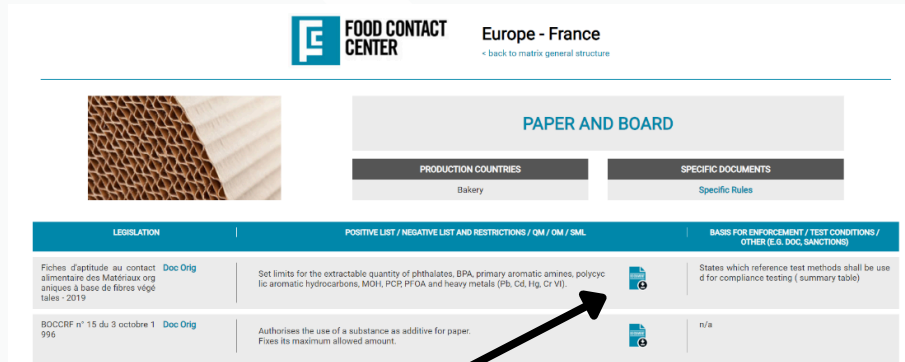 FOOD CONTACT
CENTER
Europe - France
< back to matrix general structure
PAPER AND BOARD
PRODUCTION COUNTRIES
SPECIFIC DOCUMENTS
Bakery
Specific Rules
LEGISLATION
POSITIVE LIST / NEGATIVE LIST AND RESTRICTIONS / QM / OM / SML
BASIS FOR ENFORCEMENT / TEST CONDITIONS /
OTHER (E.G. DOC, SANCTIONS)
Fiches d'aptitude au contact
alimentaire des Matériaux org
aniques à base de fibres végé
tales - 2019
Doc Orig
Set limits for the extractable quantity of phthalates, BPA, primary aromatic amines, polycyc
lic aromatic hydrocarbons, MOH, PCP, PFOA and heavy metals (Pb, Cd, Hg, Cr VI).
States which reference test methods shall be use
d for compliance testing ( summary table)
BOCCRF n° 15 du 3 octobre 1
996
Doc Orig
Authorises the use of a substance as additive for paper.
Fixes its maximum allowed amount.
n/a